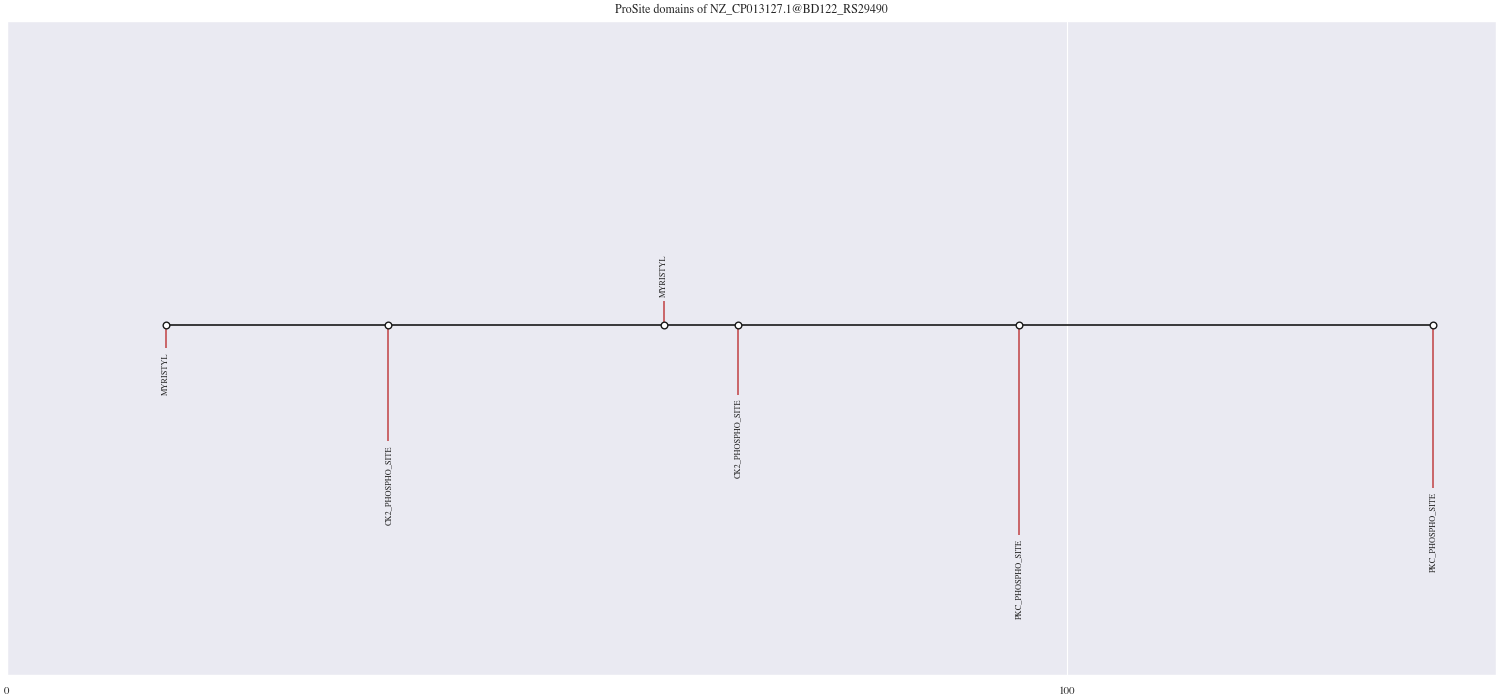 ProSite domains of NZ_CP013127.1@BD122_RS29490
MYRISTYL
MYRISTYL
CK2_PHOSPHO_SITE
CK2_PHOSPHO_SITE
PKC_PHOSPHO_SITE
PKC_PHOSPHO_SITE
0
100